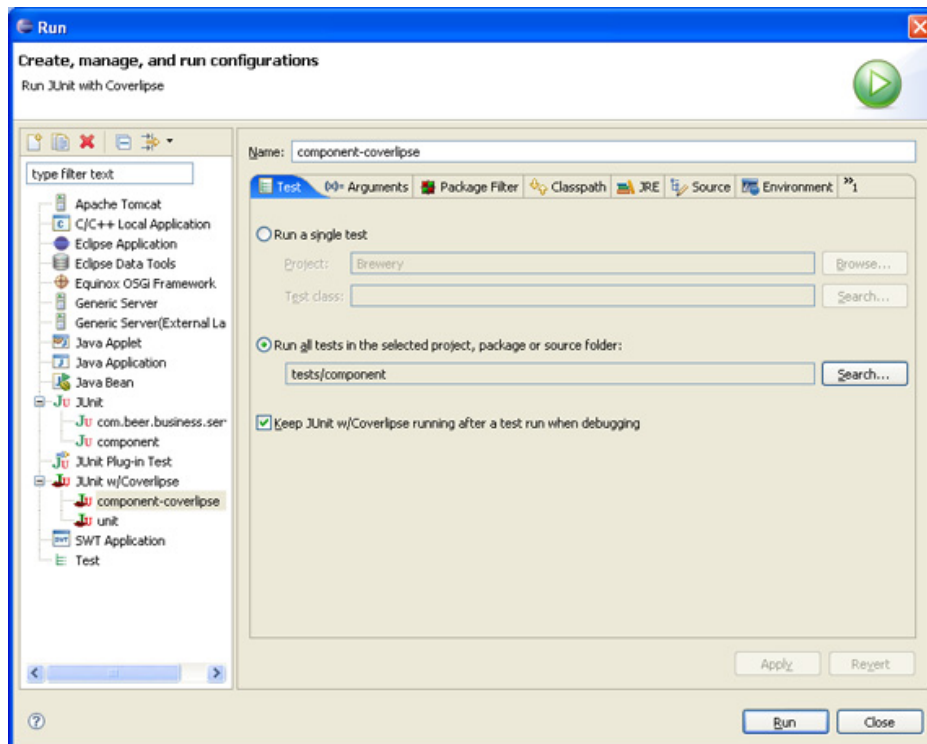 Run
Create, manage, and run configurations
Run JUnit with Coverlipse
type filter text
Apache Tomcat
C/C++ Local Application
Eclipse Application
Eclipse Data Tools
Equinox OSGi Framework
Generic Server
Generic Server(External La
Java Applet
Java Application
Java Bean
JUnit
com.beer.business.ser
component
JUnit Plug-in Test
JUnit w/Coverlipse
component-coverlipse
unit
SWT Application
Test
Name: component-coverlipse
Test (x)= Arguments Package Filter Classpath JRE Source Environment »1
Run a single test
Project: Brewery Browse...
Test class: Search...
Run all tests in the selected project, package or source folder:
tests/component Search...
Keep JUnit w/Coverlipse running after a test run when debugging
Apply Revert
? Run Close